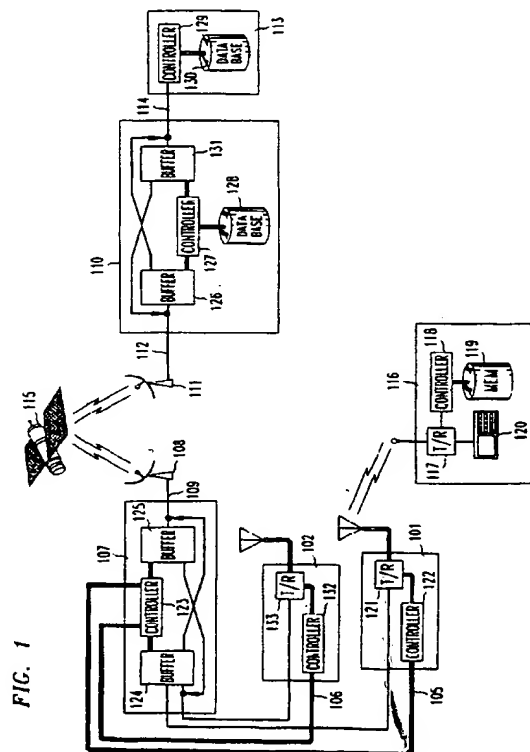 FIG. 1
115
107
CONTROLLER
123
BUFFER
124
BUFFER
125
109
108
111
112
110
BUFFER
126
CONTROLLER
127
BUFFER
131
DATA
BASE
128
114
CONTROLLER
129
DATA
BASE
130
113
102
T/R
133
CONTROLLER
132
106
101
T/R
121
CONTROLLER
122
105
116
T/R
117
CONTROLLER
118
MEM
119
120